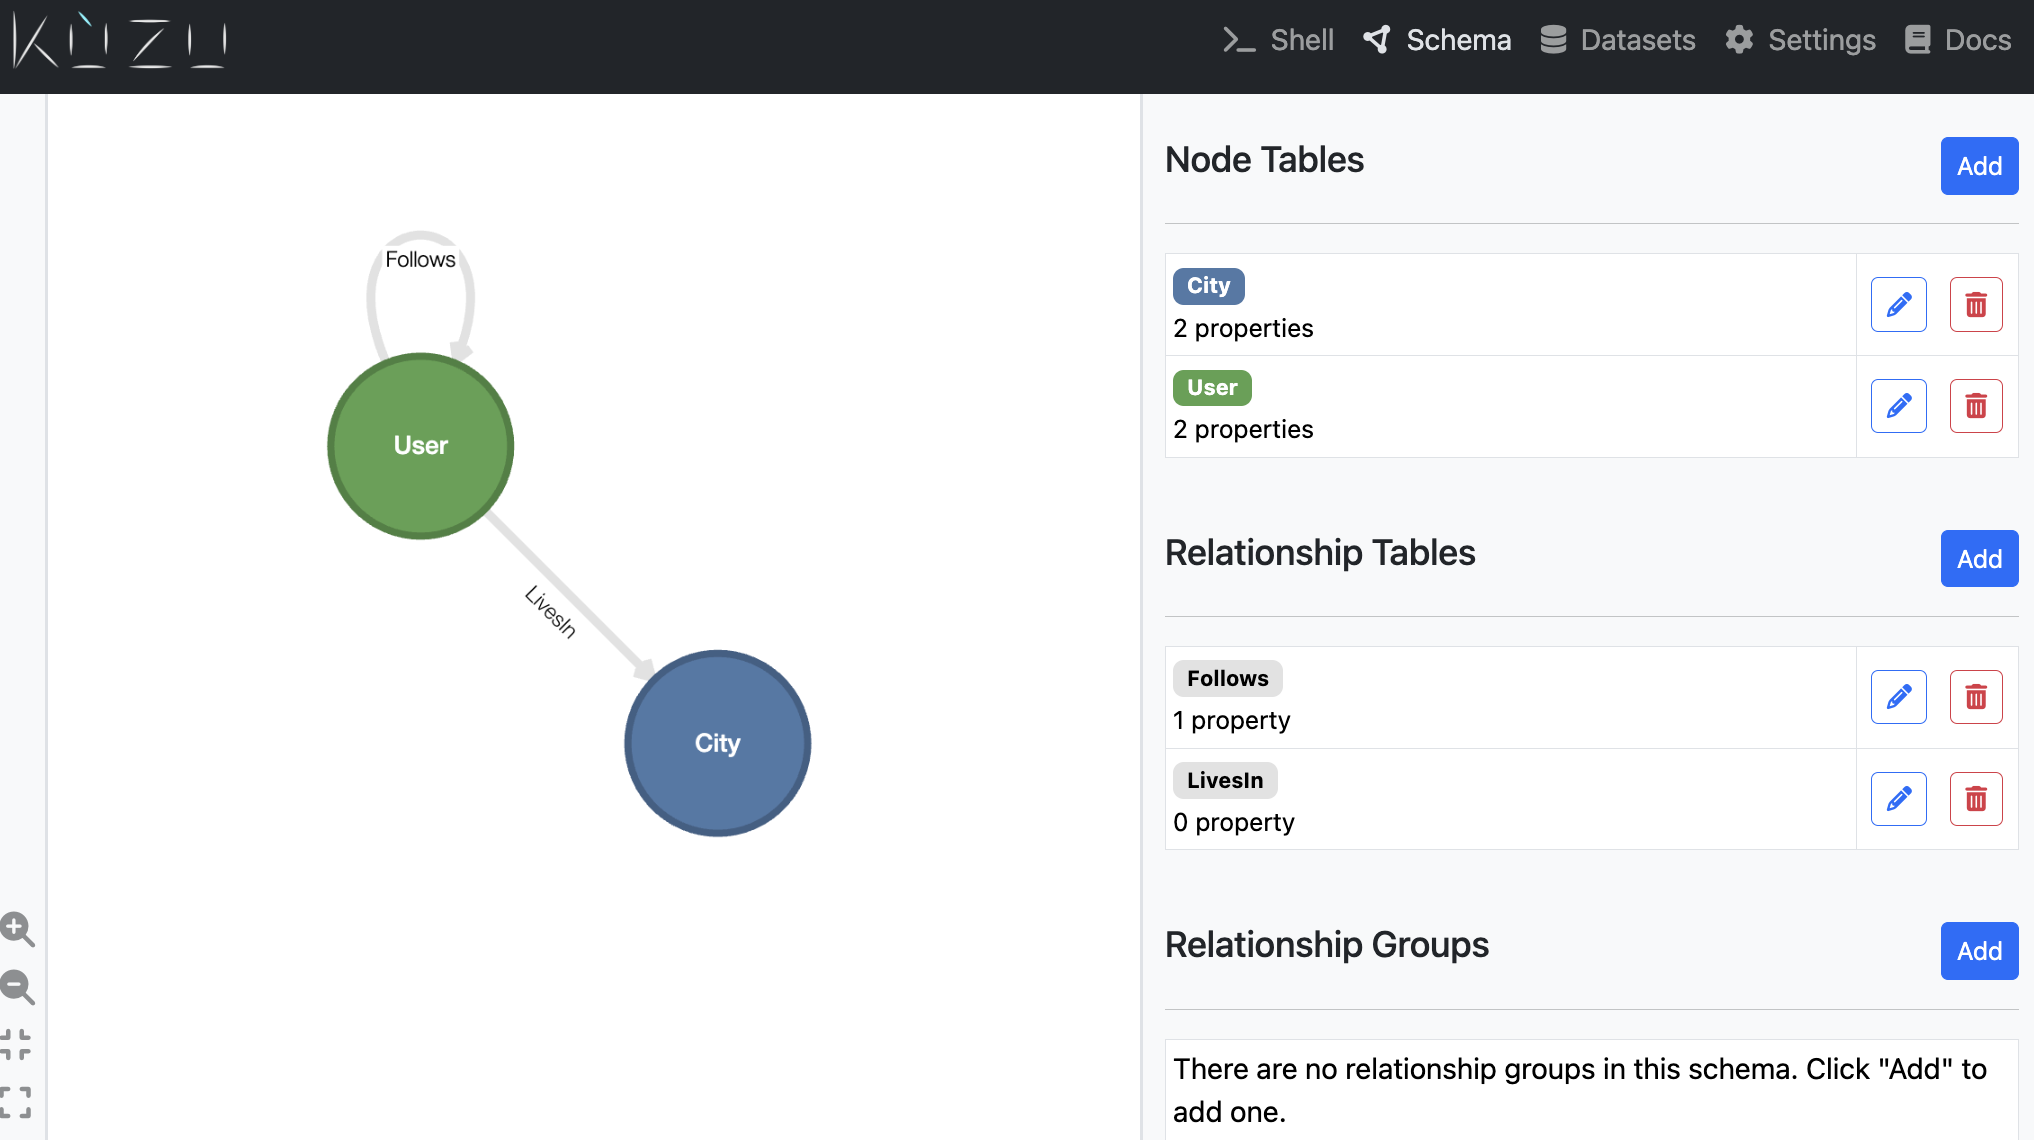 KÙZU
Shell Schema Datasets Settings Docs
Follows
User
LivesIn
City
Node Tables
Add
City
2 properties
User
2 properties
Relationship Tables
Add
Follows
1 property
LivesIn
0 property
Relationship Groups
Add
There are no relationship groups in this schema. Click "Add" to
add one.